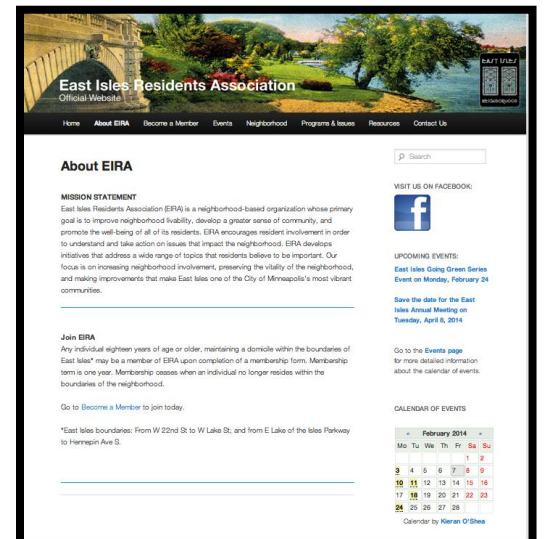 East Isles Residents Association
Official Website
EAST ISLES
NEIGHBORHOOD
Home About EIRA Become a Member Events Neighborhood Programs & Issues Resources Contact Us
About EIRA
MISSION STATEMENT
East Isles Residents Association (EIRA) is a neighborhood-based organization whose primary
goal is to improve neighborhood livability, develop a greater sense of community, and
promote the well-being of all of its residents. EIRA encourages resident involvement in order
to understand and take action on issues that impact the neighborhood. EIRA develops
initiatives that address a wide range of topics that residents believe to be important. Our
focus is on increasing neighborhood involvement, preserving the vitality of the neighborhood,
and making improvements that make East Isles one of the City of Minneapolis's most vibrant
communities.
Join EIRA
Any individual eighteen years of age or older, maintaining a domicile within the boundaries of
East Isles* may be a member of EIRA upon completion of a membership form. Membership
term is one year. Membership ceases when an individual no longer resides within the
boundaries of the neighborhood.
Go to Become a Member to join today.
*East Isles boundaries: From W 22nd St to W Lake St, and from E Lake of the Isles Parkway
to Hennepin Ave S.
Search
VISIT US ON FACEBOOK:
f
UPCOMING EVENTS:
East Isles Going Green Series
Event on Monday, February 24
Save the date for the East
Isles Annual Meeting on
Tuesday, April 8, 2014
Go to the Events page
for more detailed information
about the calendar of events.
CALENDAR OF EVENTS
« February 2014 »
Mo Tu We Th Fr Sa Su
1 2
3 4 5 6 7 8 9
10 11 12 13 14 15 16
17 18 19 20 21 22 23
24 25 26 27 28
Calendar by Kieran O'Shea